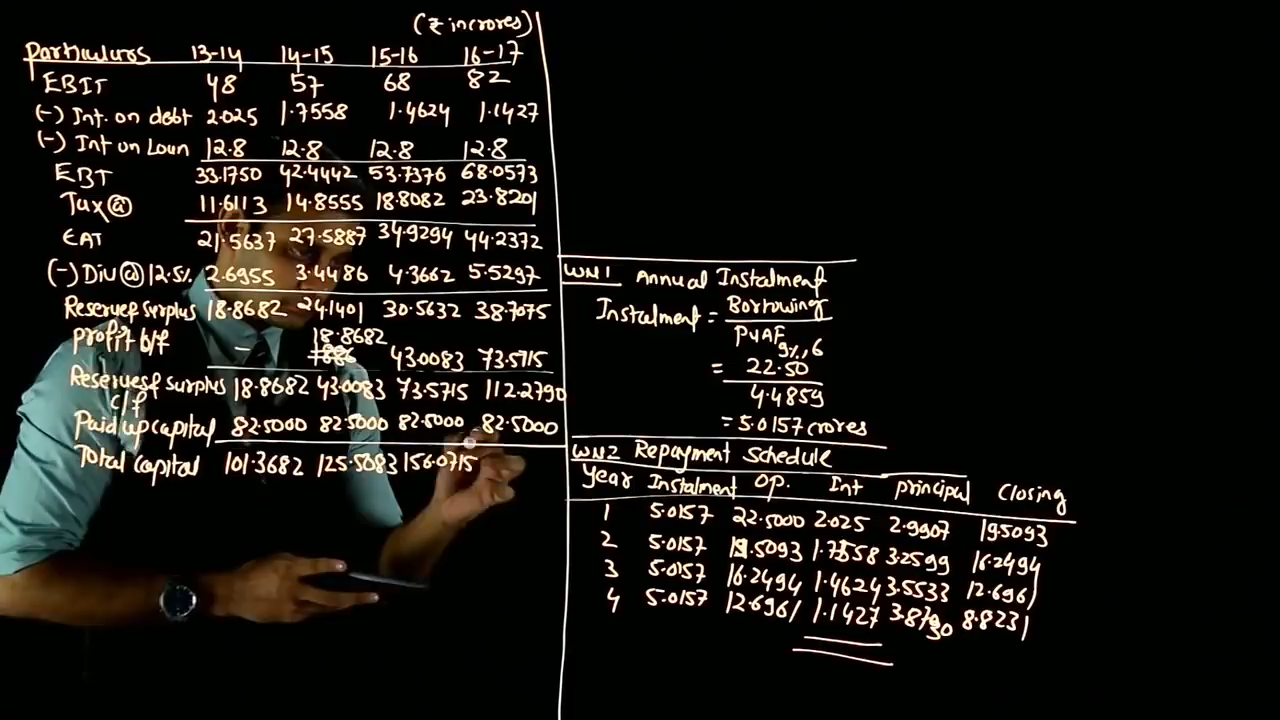 (₹ in crores)
Particulars 13-14 14-15 15-16 16-17
EBIT 48 57 68 82
(-) Int. on debt 2.025 1.7558 1.4624 1.1427
(-) Int on Loan 12.8 12.8 12.8 12.8
EBT 33.1750 42.4442 53.7376 68.0573
Tax @ 11.6113 14.8555 18.8082 23.8201
EAT 21.5637 27.5887 34.9294 44.2372
(-) Div @ 12.5% 2.6955 3.4486 4.3662 5.5297
Reserve & surplus 18.8682 24.1401 30.5632 38.7075
Profit b/f - 18.8682 43.0083 73.5715
Reserves & surplus c/f 18.8682 43.0083 73.5715 112.2790
Paid up capital 82.5000 82.5000 82.5000 82.5000
Total capital 101.3682 125.5083 156.0715
WN1 Annual Instalment
Instalment = Borrowing
PVAF 9%, 6
= 22.50
4.4859
= 5.0157 crores
WN2 Repayment Schedule
Year Instalment Op. Int principal Closing
1 5.0157 22.5000 2.025 2.9907 19.5093
2 5.0157 19.5093 1.7558 3.2599 16.2494
3 5.0157 16.2494 1.4624 3.5533 12.6961
4 5.0157 12.6961 1.1427 3.8730 8.8231